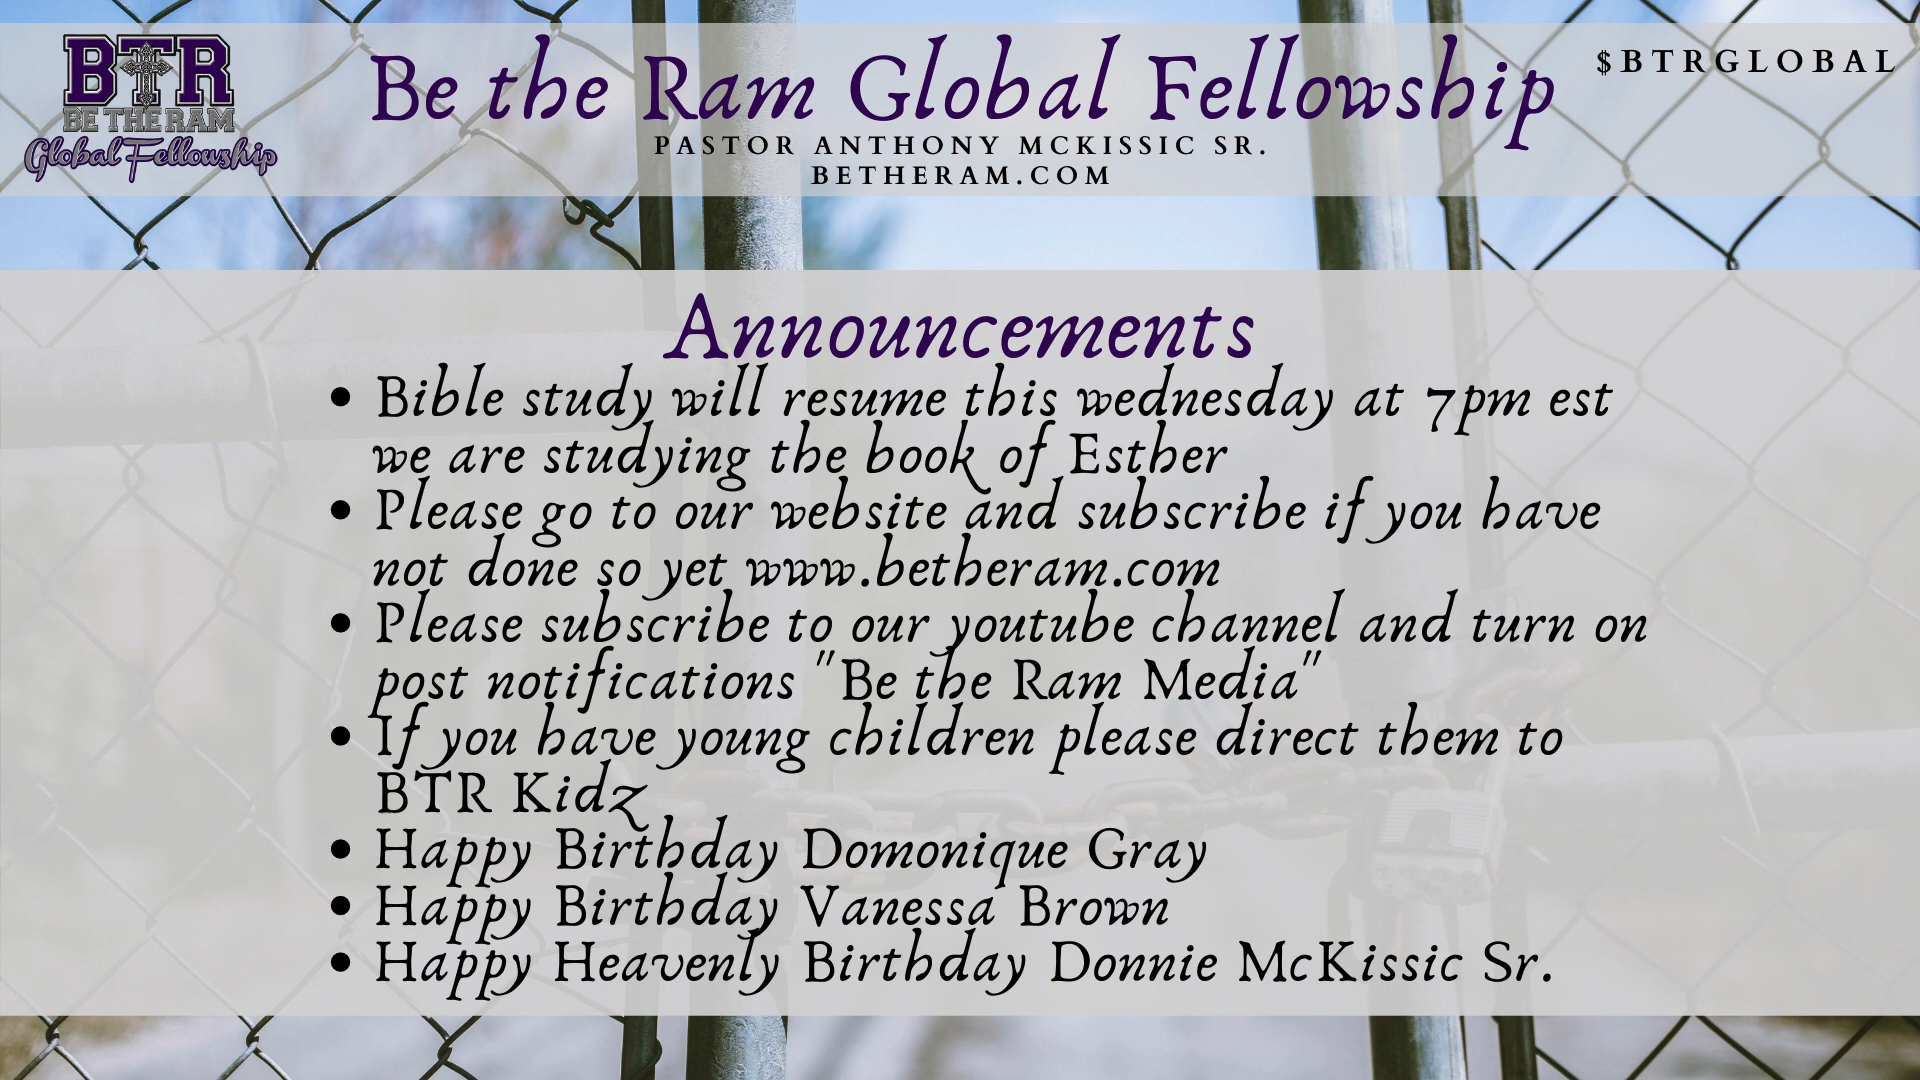 BTR
BE THE RAM
Global Fellowship
Be the Ram Global Fellowship
PASTOR ANTHONY MCKISSIC SR.
BETHERAM.COM
$BTRGLOBAL
Announcements
• Bible study will resume this wednesday at 7pm est
we are studying the book of Esther
• Please go to our website and subscribe if you have
not done so yet www.betheram.com
• Please subscribe to our youtube channel and turn on
post notifications "Be the Ram Media"
• If you have young children please direct them to
BTR Kidz
• Happy Birthday Domonique Gray
• Happy Birthday Vanessa Brown
• Happy Heavenly Birthday Donnie McKissic Sr.